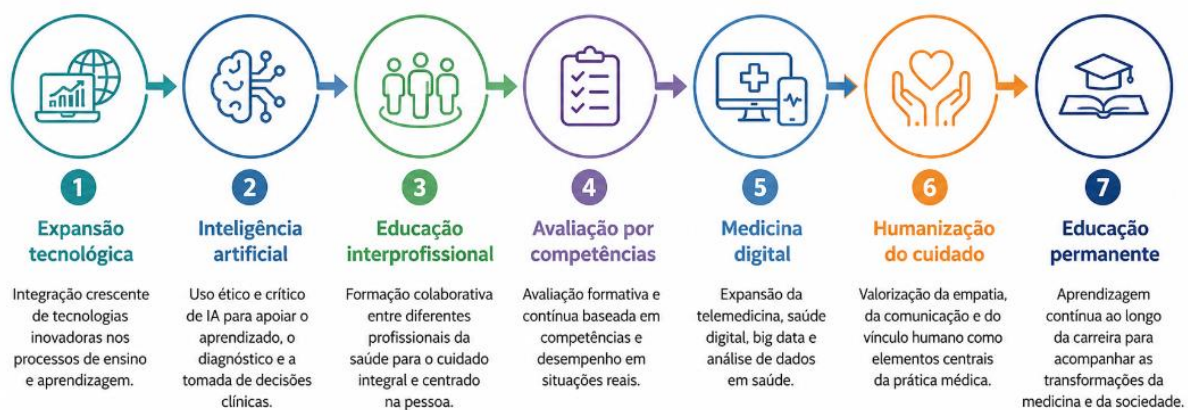 1
Expansão
tecnológica
Integração crescente
de tecnologias
inovadoras nos
processos de ensino
e aprendizagem.
2
Inteligência
artificial
Uso ético e crítico
de IA para apoiar o
aprendizado, o
diagnóstico e a
tomada de decisões
clínicas.
3
Educação
interprofissional
Formação colaborativa
entre diferentes
profissionais da
saúde para o cuidado
integral e centrado
na pessoa.
4
Avaliação por
competências
Avaliação formativa e
contínua baseada em
competências e
desempenho em
situações reais.
5
Medicina
digital
Expansão da
telemedicina, saúde
digital, big data e
análise de dados
em saúde.
6
Humanização
do cuidado
Valorização da empatia,
da comunicação e do
vínculo humano como
elementos centrais
da prática médica.
7
Educação
permanente
Aprendizagem
contínua ao longo
da carreira para
acompanhar as
transformações da
medicina e da sociedade.